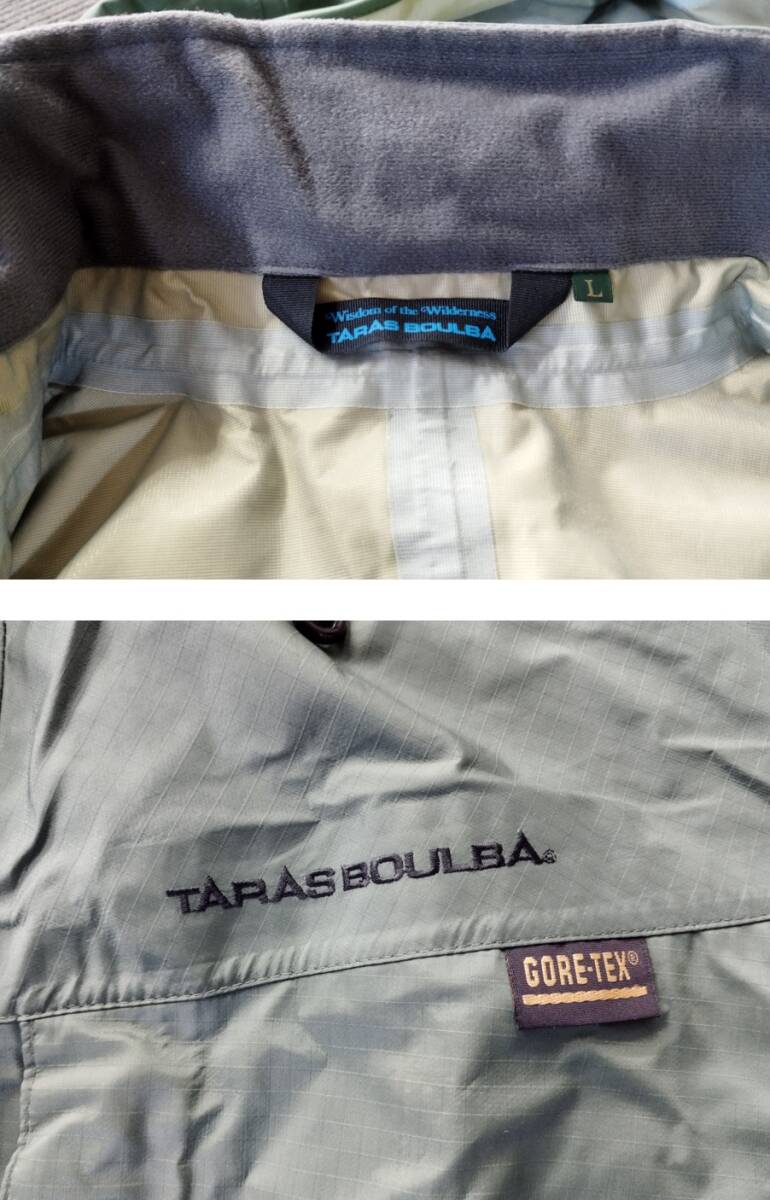 Wisdom of the Wilderness
TARAS BOULBA
L
TARAS BOULBA®
GORE-TEX®